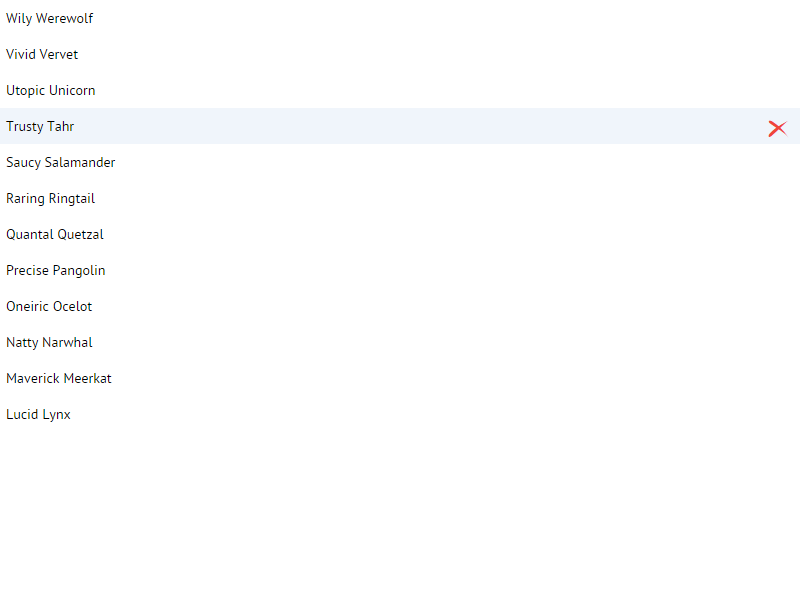 Wily Werewolf
Vivid Vervet
Utopic Unicorn
Trusty Tahr
Saucy Salamander
Raring Ringtail
Quantal Quetzal
Precise Pangolin
Oneiric Ocelot
Natty Narwhal
Maverick Meerkat
Lucid Lynx